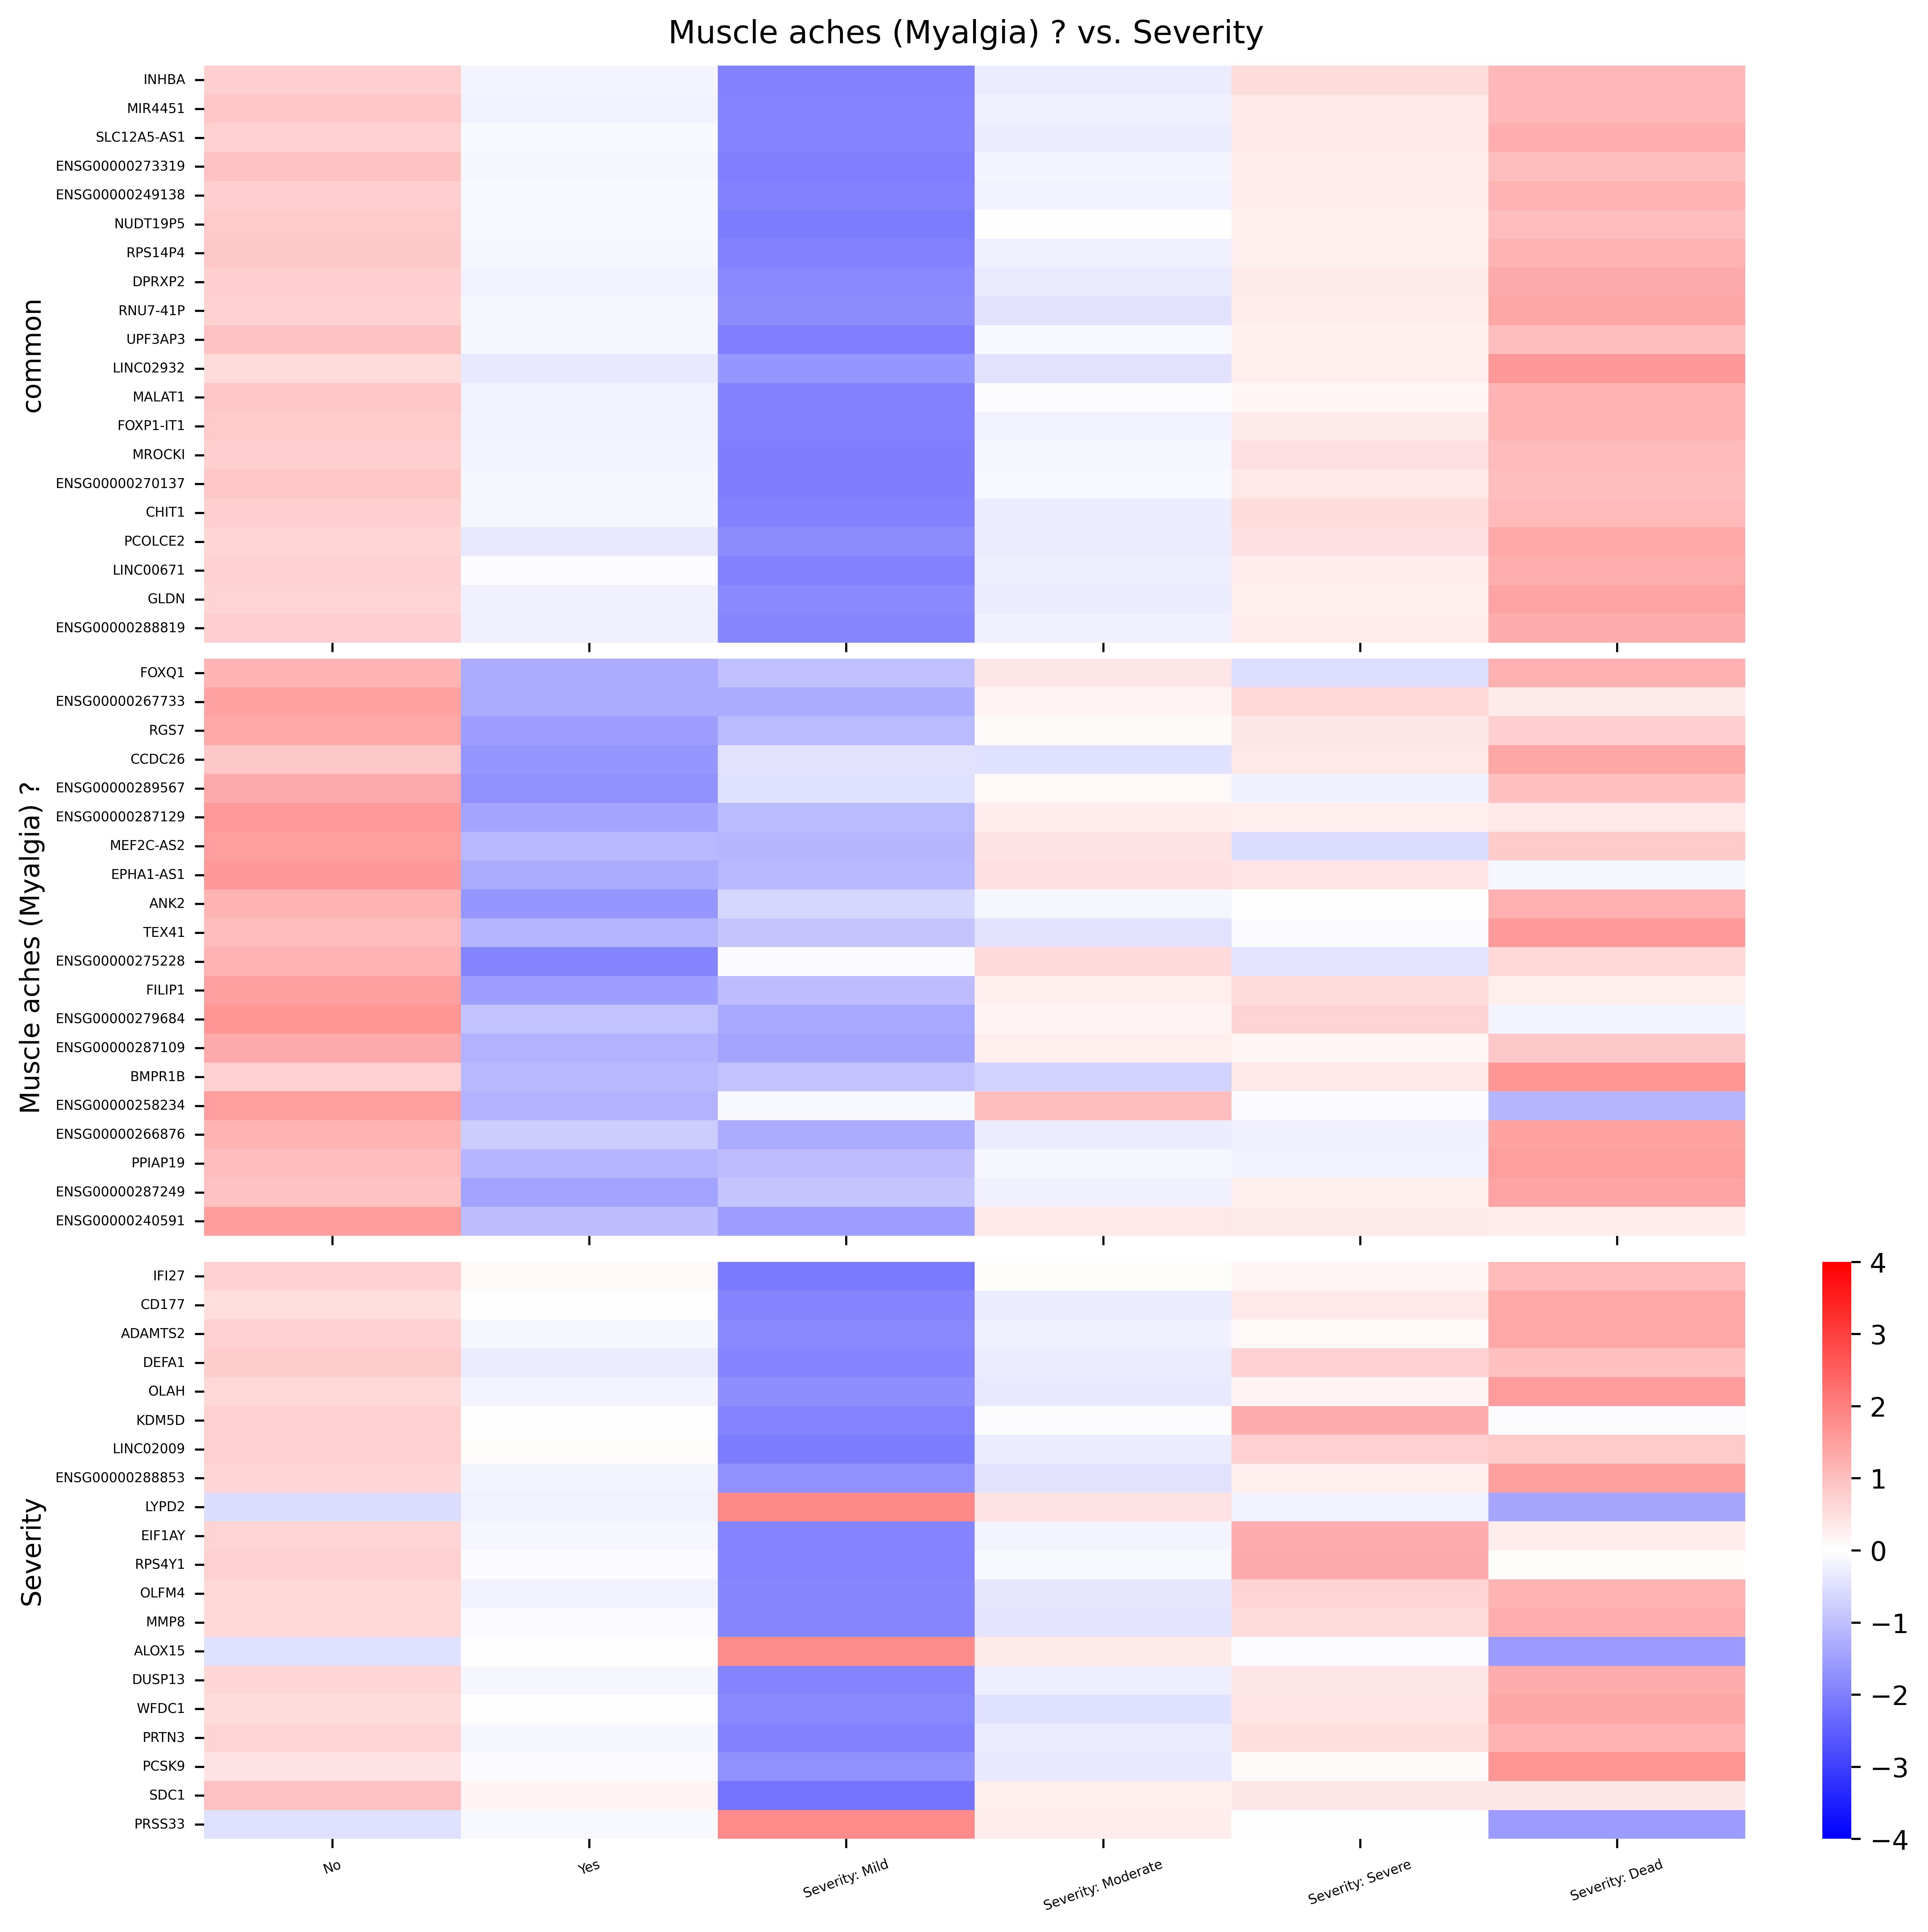 Muscle aches (Myalgia) ? vs. Severity
common
INHBA
MIR4451
SLC12A5-AS1
ENSG00000273319
ENSG00000249138
NUDT19P5
RPS14P4
DPRXP2
RNU7-41P
UPF3AP3
LINC02932
MALAT1
FOXP1-IT1
MROCKI
ENSG00000270137
CHIT1
PCOLCE2
LINC00671
GLDN
ENSG00000288819
Muscle aches (Myalgia) ?
FOXQ1
ENSG00000267733
RGS7
CCDC26
ENSG00000289567
ENSG00000287129
MEF2C-AS2
EPHA1-AS1
ANK2
TEX41
ENSG00000275228
FILIP1
ENSG00000279684
ENSG00000287109
BMPR1B
ENSG00000258234
ENSG00000266876
PPIAP19
ENSG00000287249
ENSG00000240591
Severity
IFI27
CD177
ADAMTS2
DEFA1
OLAH
KDM5D
LINC02009
ENSG00000288853
LYPD2
EIF1AY
RPS4Y1
OLFM4
MMP8
ALOX15
DUSP13
WFDC1
PRTN3
PCSK9
SDC1
PRSS33
No
Yes
Severity: Mild
Severity: Moderate
Severity: Severe
Severity: Dead
4
3
2
1
0
−1
−2
−3
−4